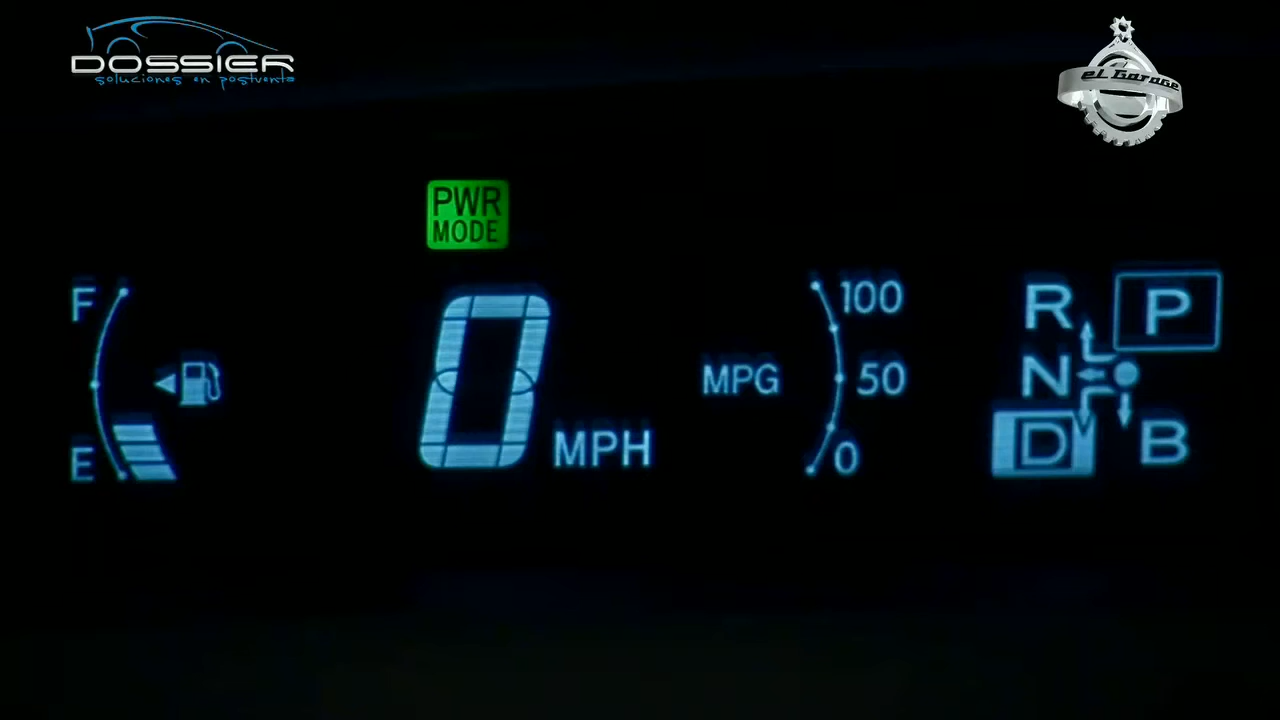 DOSSIER
soluciones en postventa
el Garage
PWR
MODE
F
E
0
MPH
MPG
100
50
0
R
P
N
D
B